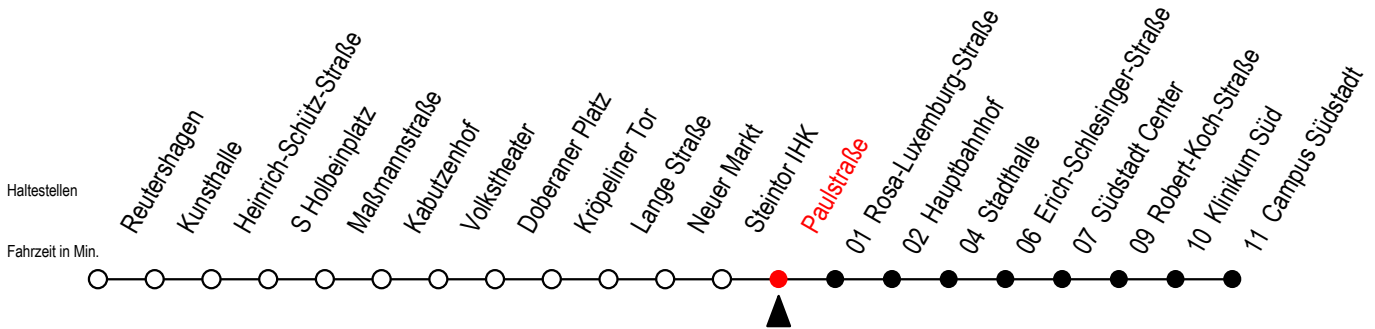 Haltestellen
Fahrzeit in Min.
Reutershagen
Kunsthalle
Heinrich-Schütz-Straße
S Holbeinplatz
Maßmannstraße
Kabutzenhof
Volkstheater
Doberaner Platz
Kröpeliner Tor
Lange Straße
Neuer Markt
Steintor IHK
Paulstraße
01 Rosa-Luxemburg-Straße
02 Hauptbahnhof
04 Stadthalle
06 Erich-Schlesinger-Straße
07 Südstadt Center
09 Robert-Koch-Straße
10 Klinikum Süd
11 Campus Südstadt